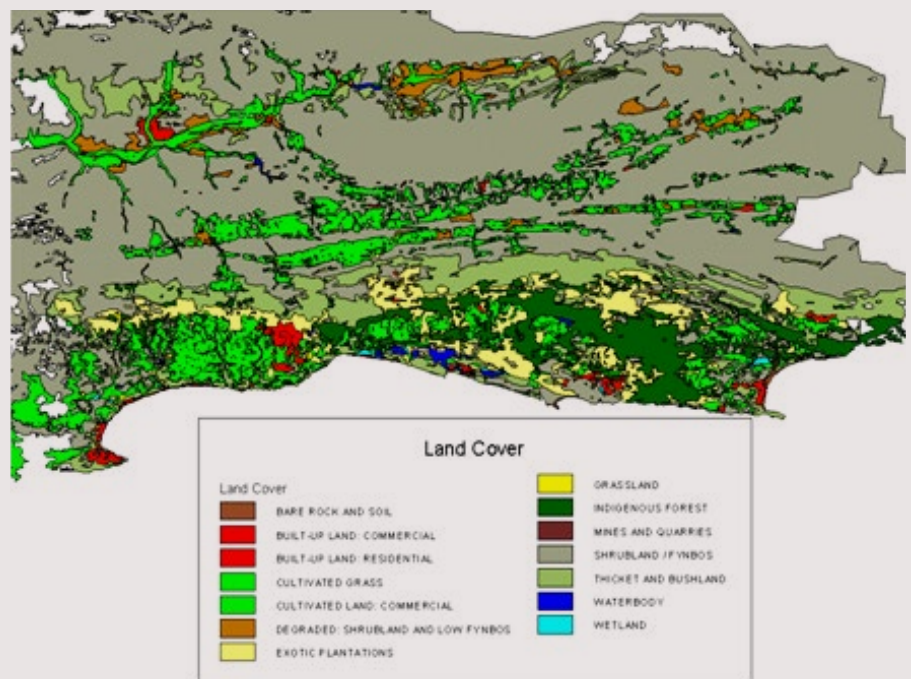 Land Cover
Land Cover
BARE ROCK AND SOIL
BUILT-UP LAND: COMMERCIAL
BUILT-UP LAND: RESIDENTIAL
CULTIVATED GRASS
CULTIVATED LAND: COMMERCIAL
DEGRADED: SHRUBLAND AND LOW FYNBOS
EXOTIC PLANTATIONS
GRASSLAND
INDIGENOUS FOREST
MINES AND QUARRIES
SHRUBLAND / FYNBOS
THICKET AND BUSHLAND
WATERBODY
WETLAND